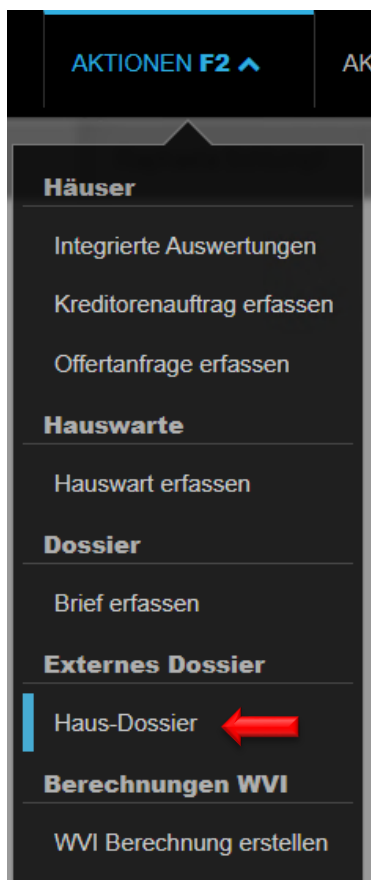 AKTIONEN F2 AK
Häuser
Integrierte Auswertungen
Kreditorenauftrag erfassen
Offertanfrage erfassen
Hauswarte
Hauswart erfassen
Dossier
Brief erfassen
Externes Dossier
Haus-Dossier
Berechnungen WVI
WVI Berechnung erstellen